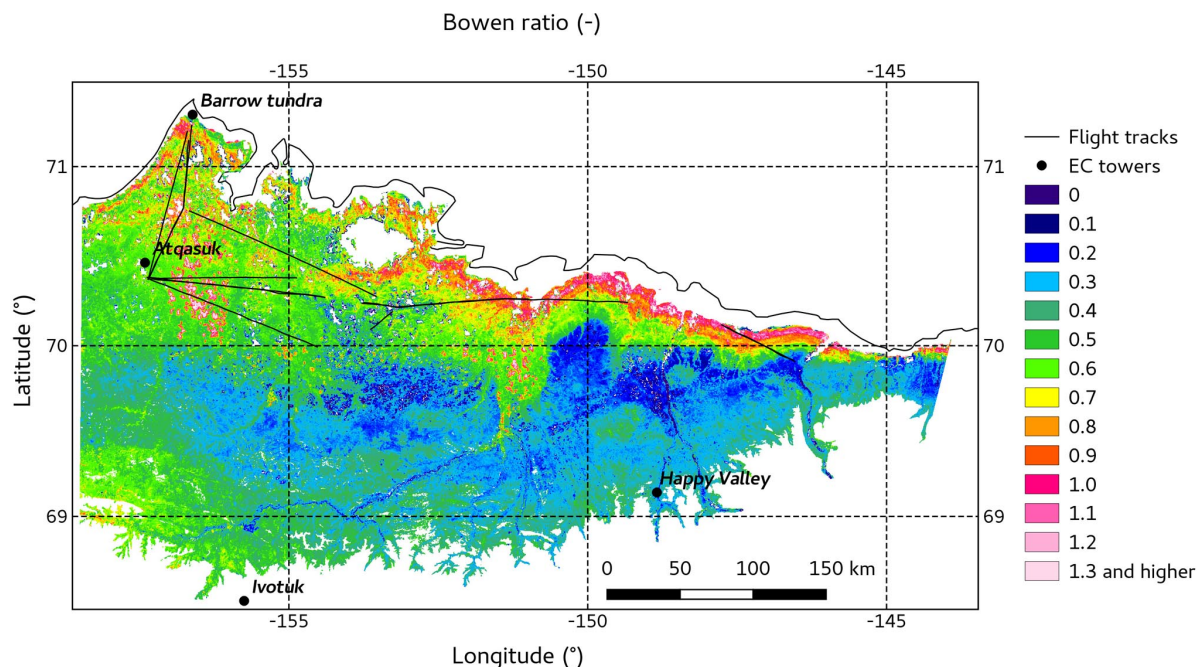 Bowen ratio (-)
-155 -150 -145
Barrow tundra
71 71
Atqasuk
70 70
Happy Valley
69 69
Ivotuk
0 50 100 150 km
-155 -150 -145
Latitude (°)
Longitude (°)
Flight tracks
EC towers
0
0.1
0.2
0.3
0.4
0.5
0.6
0.7
0.8
0.9
1.0
1.1
1.2
1.3 and higher